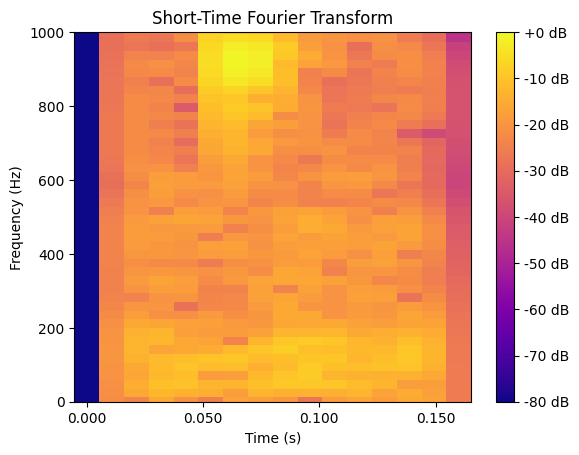 Short-Time Fourier Transform
Frequency (Hz)
1000
800
600
400
200
0
0.000
0.050
0.100
0.150
Time (s)
+0 dB
-10 dB
-20 dB
-30 dB
-40 dB
-50 dB
-60 dB
-70 dB
-80 dB